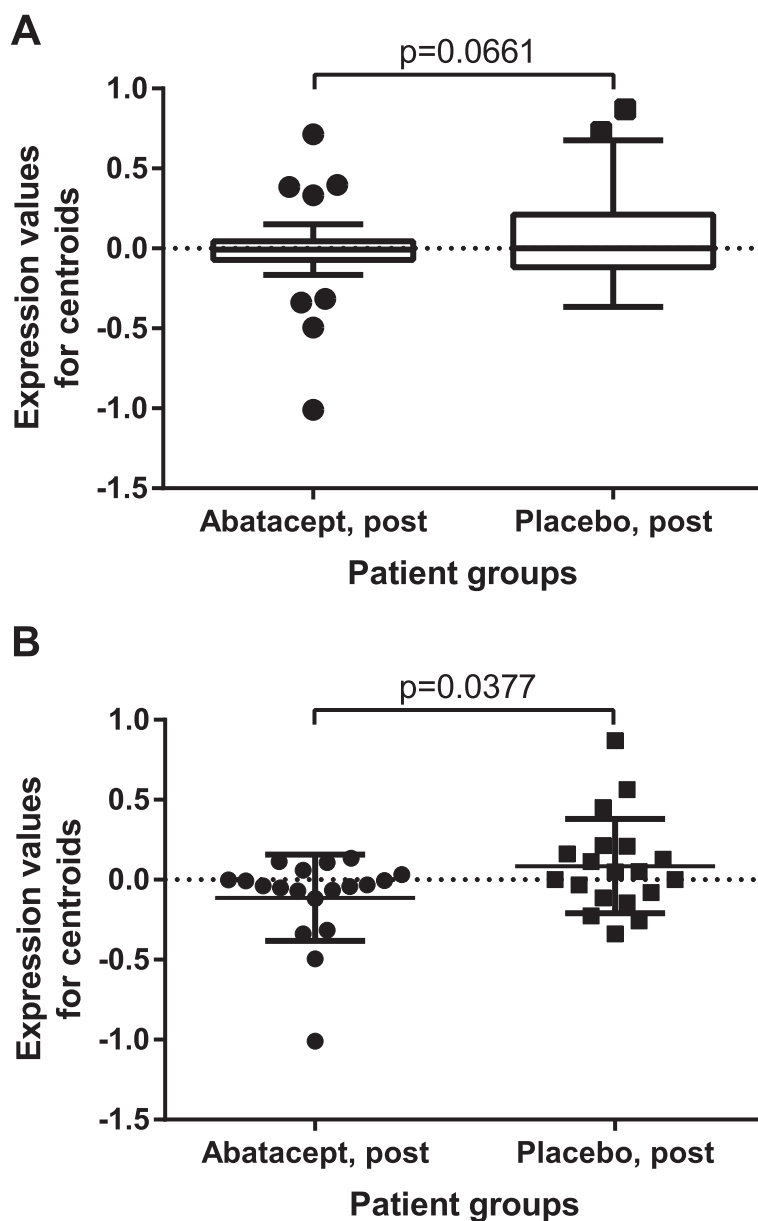 A
p=0.0661
Expression values
for centroids
1.0
0.5
0.0
-0.5
-1.0
-1.5
Abatacept, post
Placebo, post
Patient groups
B
p=0.0377
Expression values
for centroids
1.0
0.5
0.0
-0.5
-1.0
-1.5
Abatacept, post
Placebo, post
Patient groups